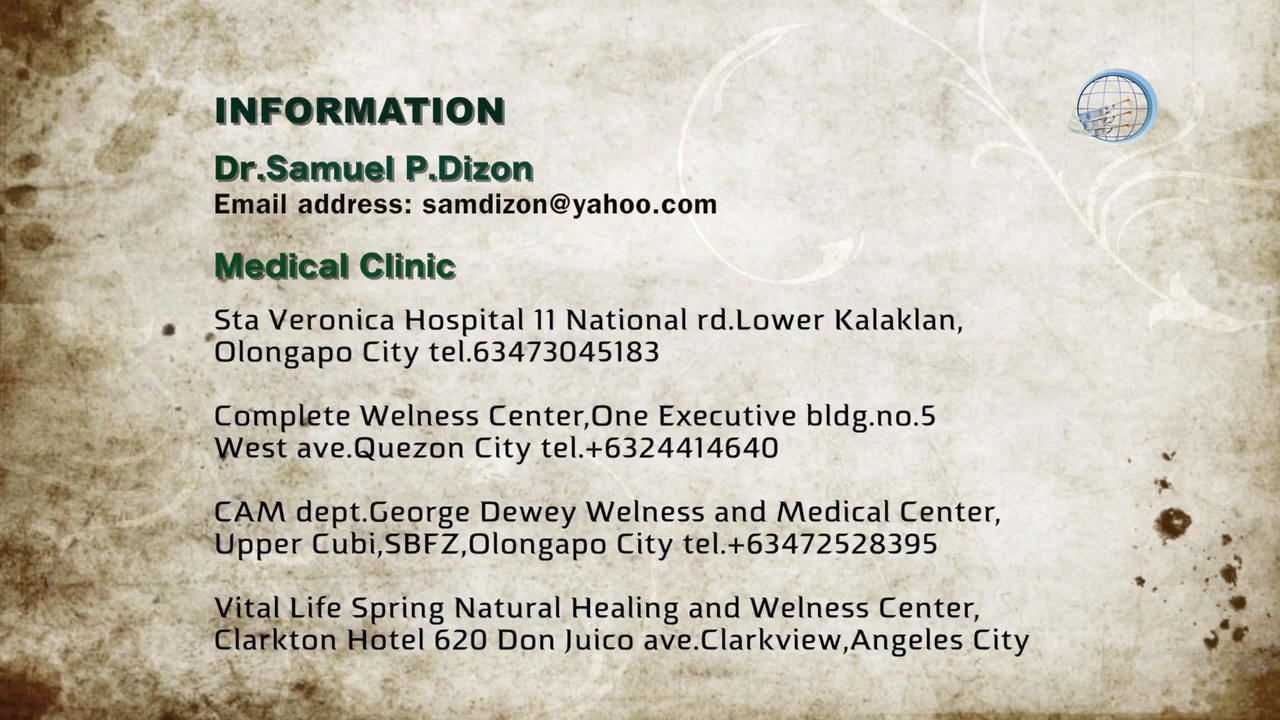 INFORMATION
Dr.Samuel P.Dizon
Email address: samdizon@yahoo.com
Medical Clinic
Sta Veronica Hospital 11 National rd.Lower Kalaklan,
Olongapo City tel.63473045183
Complete Welness Center,One Executive bldg.no.5
West ave.Quezon City tel.+6324414640
CAM dept.George Dewey Welness and Medical Center,
Upper Cubi,SBFZ,Olongapo City tel.+63472528395
Vital Life Spring Natural Healing and Welness Center,
Clarkton Hotel 620 Don Juico ave.Clarkview,Angeles City